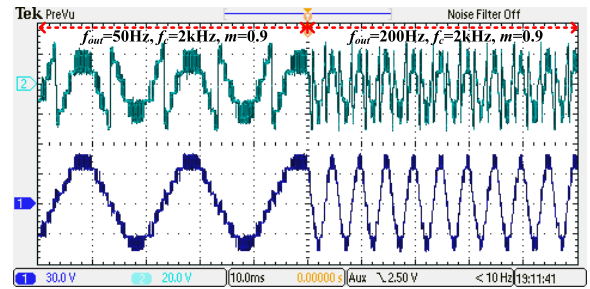 Tek PreVu Noise Filter Off
fout=50Hz, fc=2kHz, m=0.9 fout=200Hz, fc=2kHz, m=0.9
2
1
1 30.0 V 2 20.0 V 10.0ms 0.00000 s Aux 2.50 V < 10 Hz 19:11:41